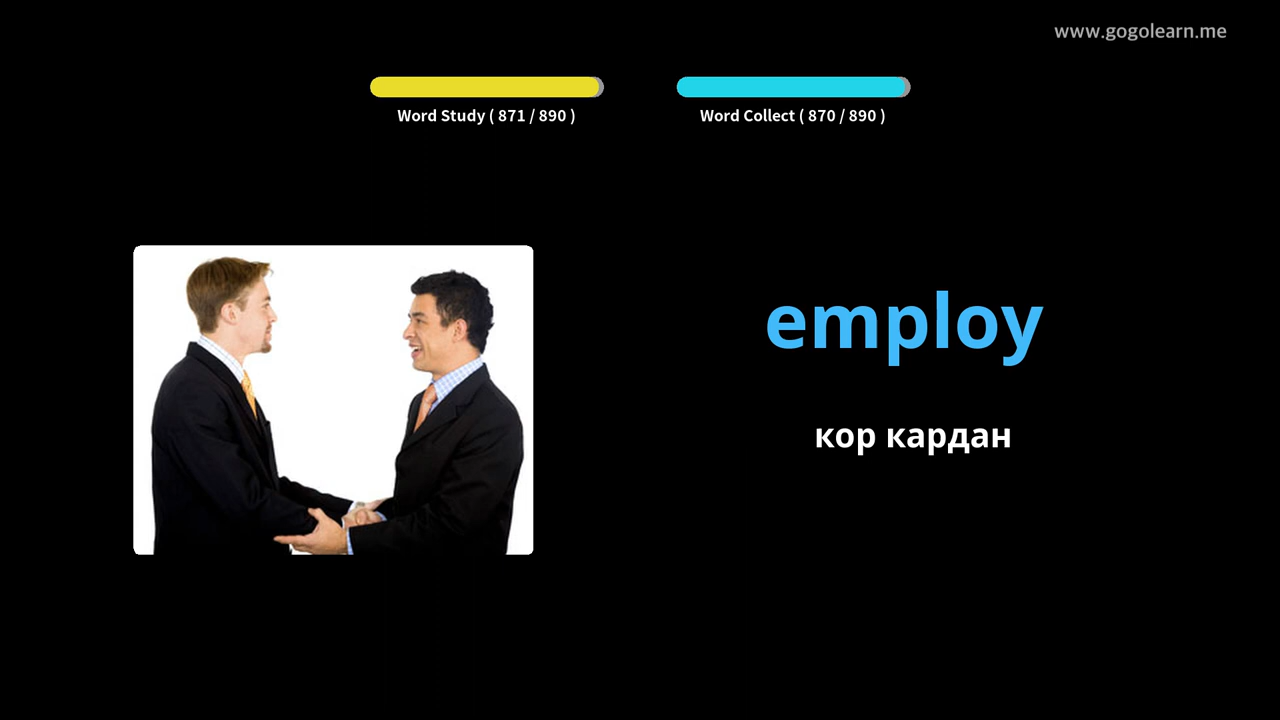 www.gogolearn.me
Word Study ( 871 / 890 )
Word Collect ( 870 / 890 )
employ
кор кардан